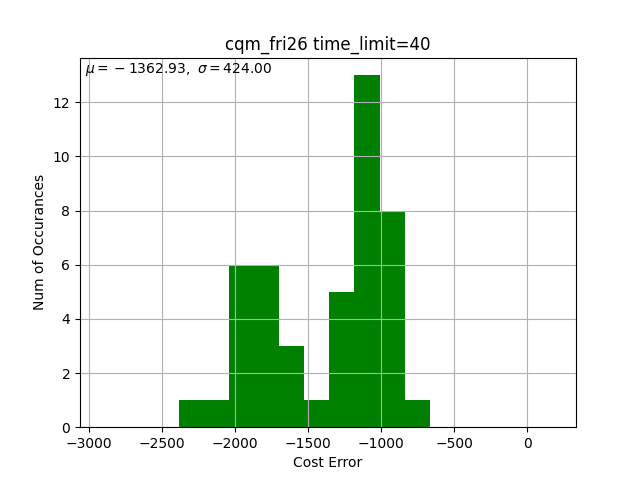 cqm_fri26 time_limit=40
μ = −1362.93, σ = 424.00
12
10
8
6
4
2
0
Num of Occurances
−3000 −2500 −2000 −1500 −1000 −500 0
Cost Error